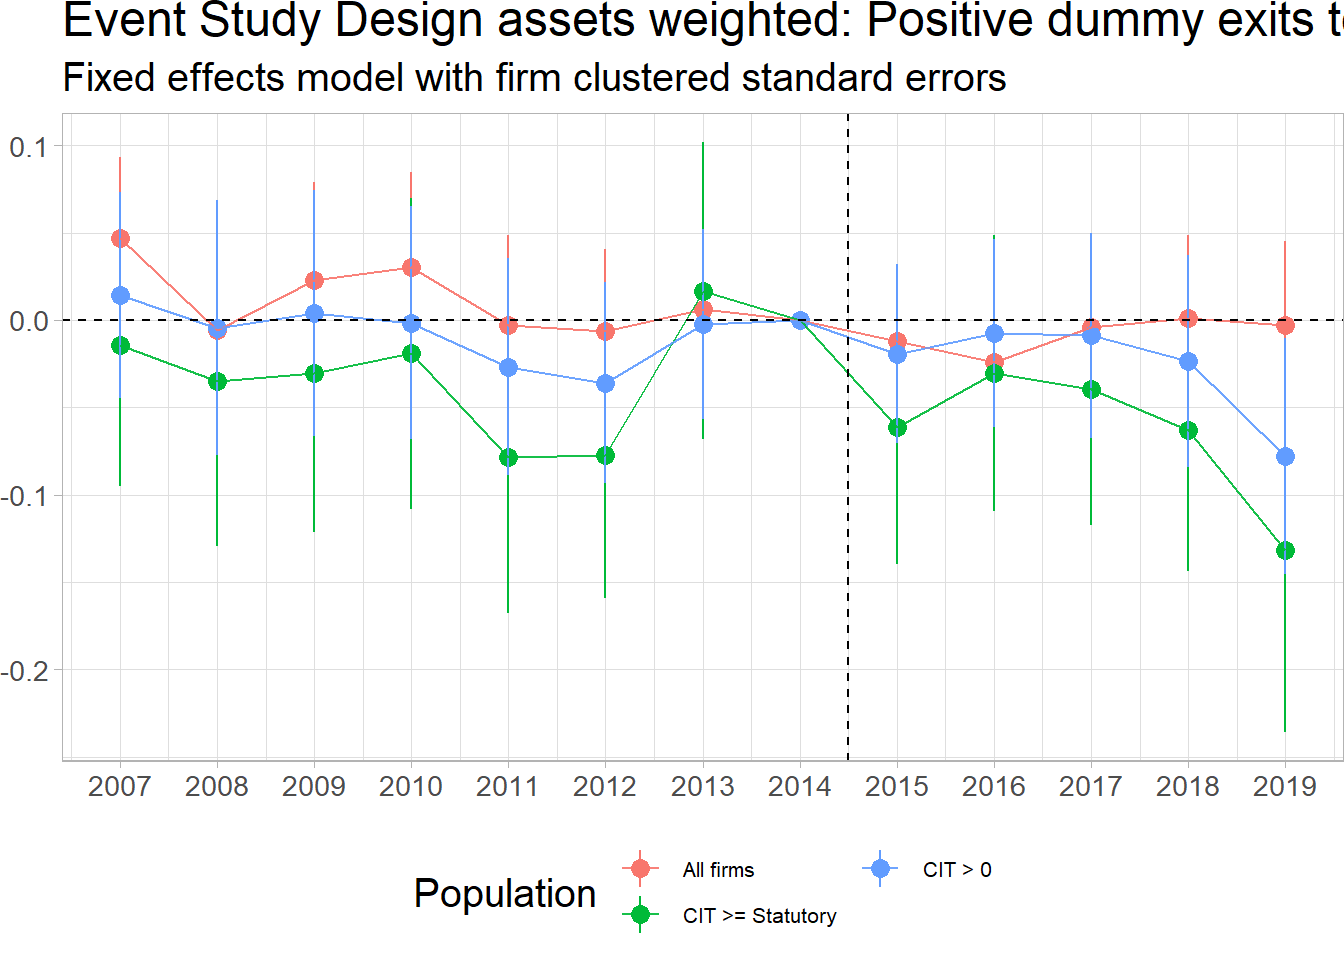 Event Study Design assets weighted: Positive dummy exits
Fixed effects model with firm clustered standard errors
0.1
0.0
-0.1
-0.2
2007 2008 2009 2010 2011 2012 2013 2014 2015 2016 2017 2018 2019
Population
All firms
CIT > 0
CIT >= Statutory